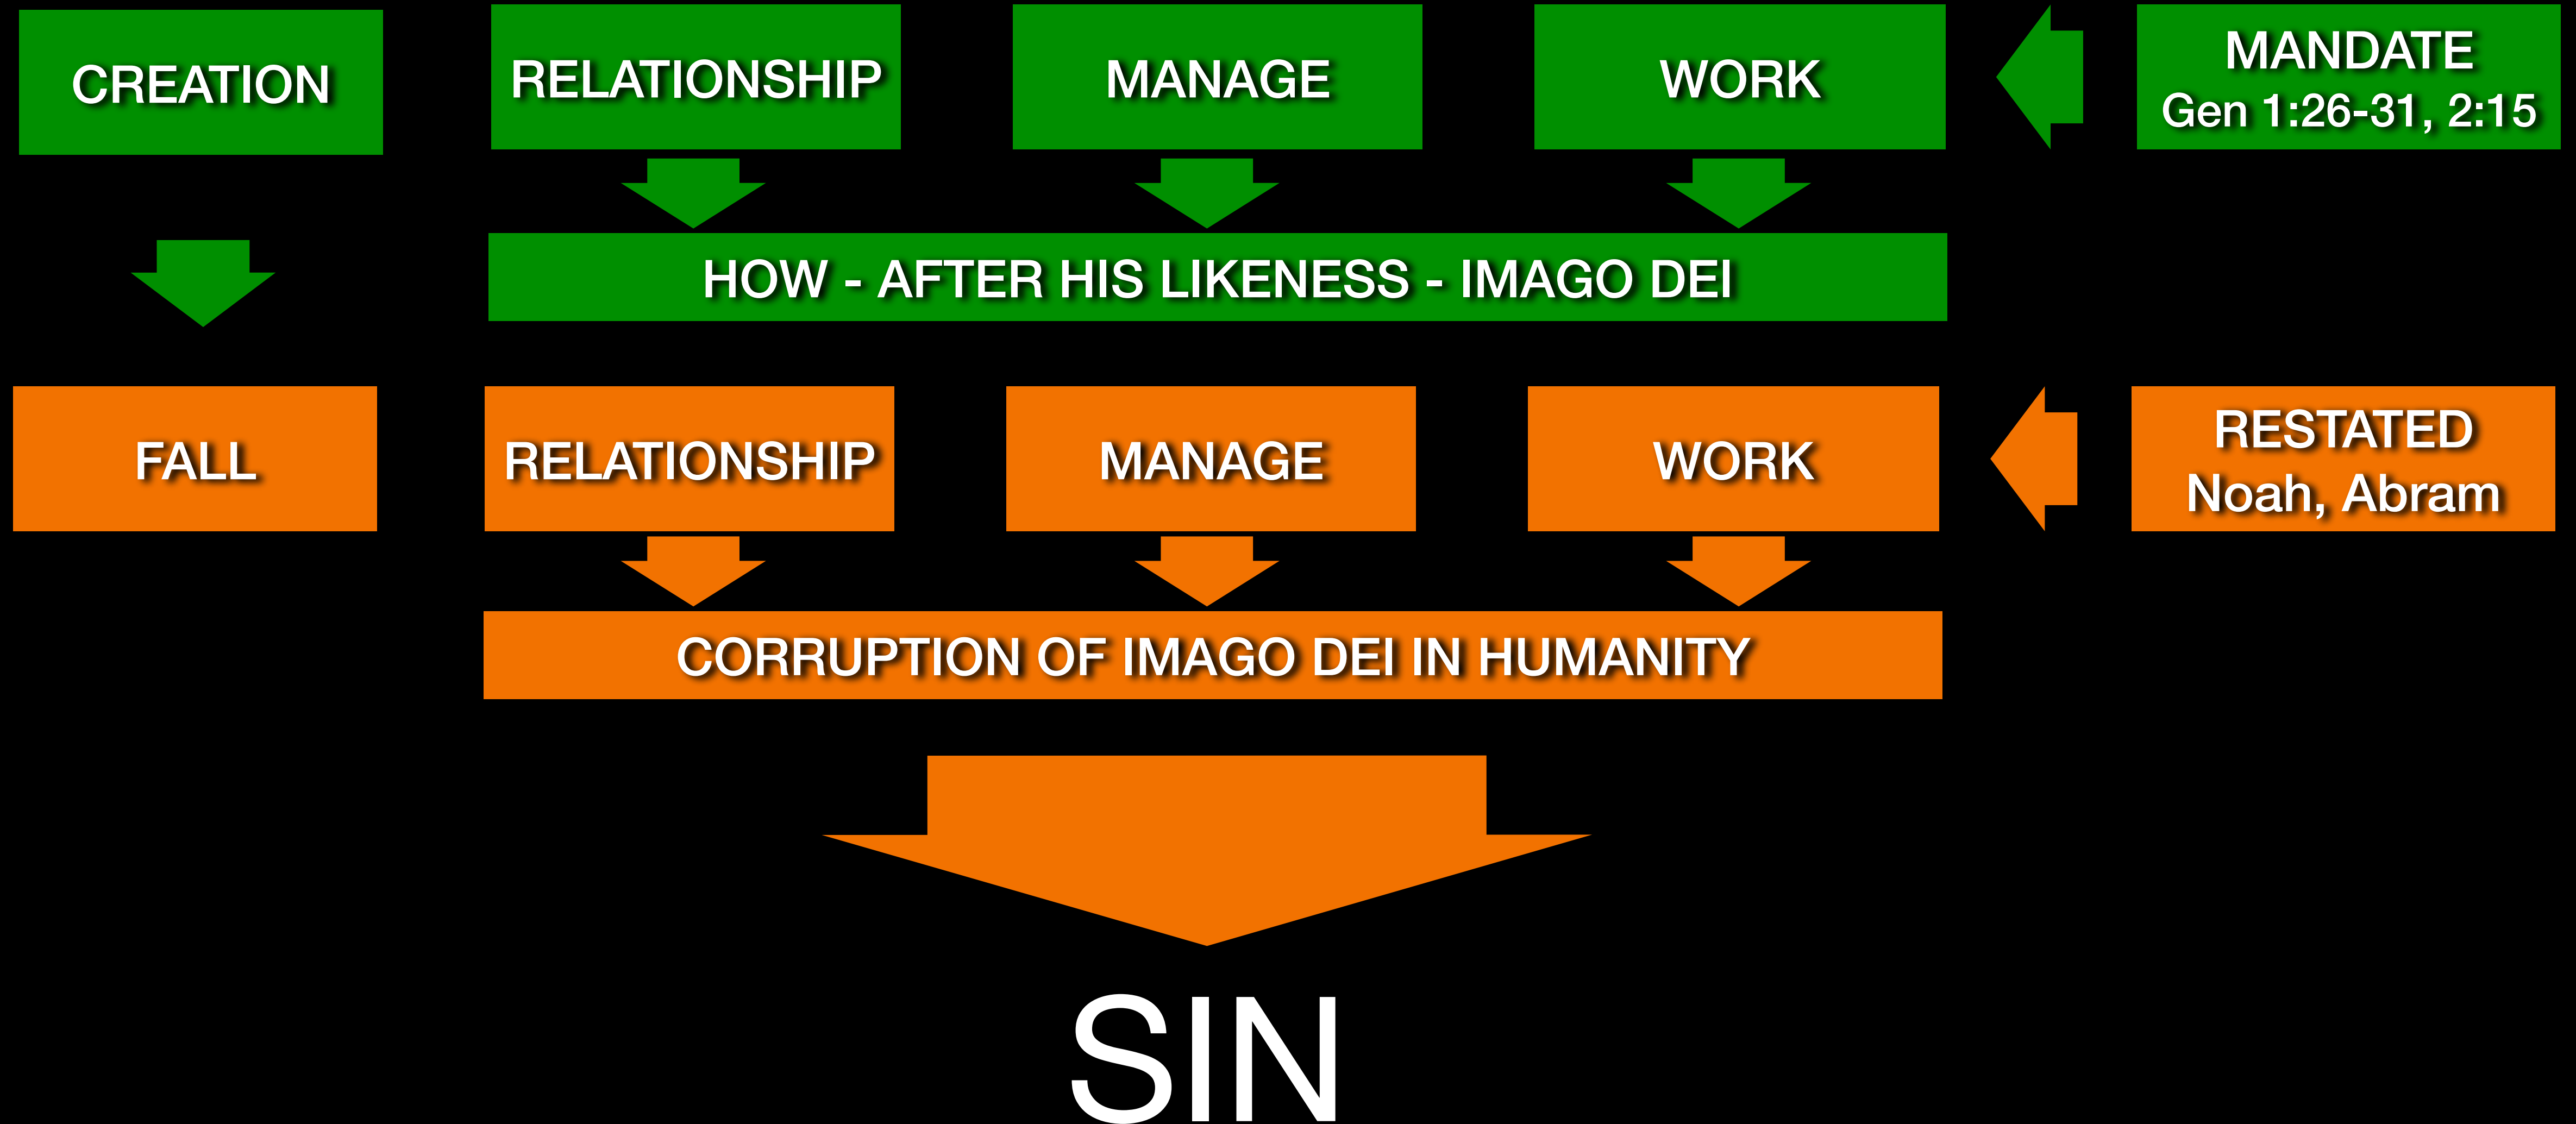 CREATION
RELATIONSHIP
MANAGE
WORK
MANDATE
Gen 1:26-31, 2:15
HOW - AFTER HIS LIKENESS - IMAGO DEI
FALL
RELATIONSHIP
MANAGE
WORK
RESTATED
Noah, Abram
CORRUPTION OF IMAGO DEI IN HUMANITY
SIN